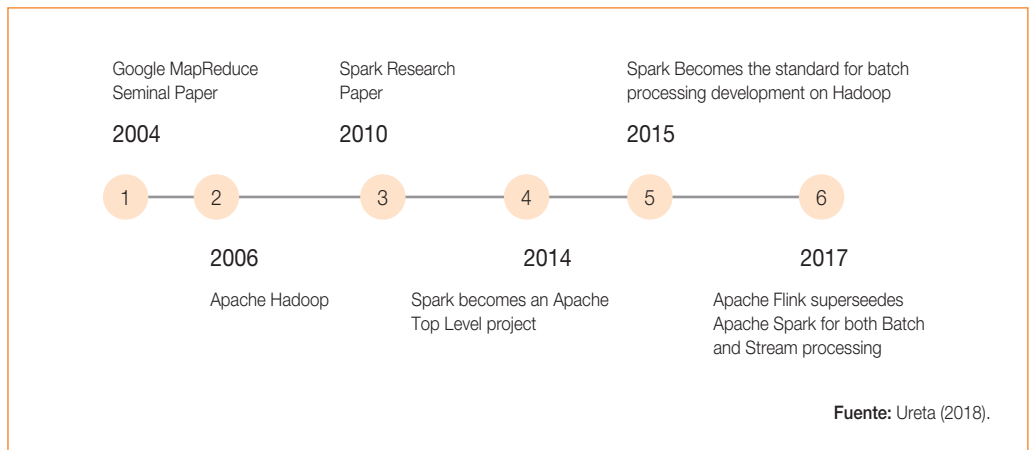 Google MapReduce
Seminal Paper
2004
Spark Research
Paper
2010
Spark Becomes the standard for batch
processing development on Hadoop
2015
1
2
3
4
5
6
2006
Apache Hadoop
2014
Spark becomes an Apache
Top Level project
2017
Apache Flink superseedes
Apache Spark for both Batch
and Stream processing
Fuente: Ureta (2018).